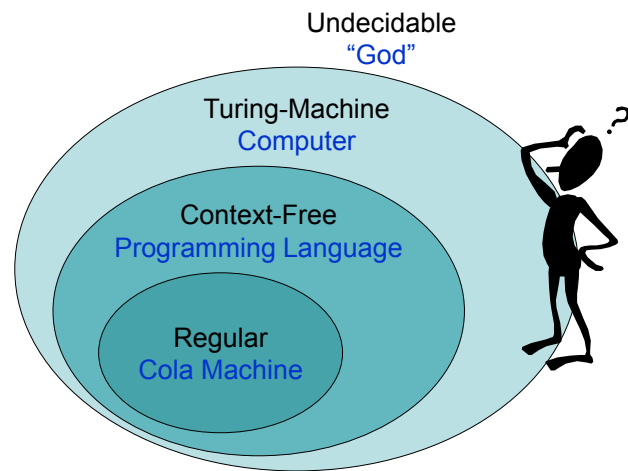 Undecidable
“God”
Turing-Machine
Computer
Context-Free
Programming Language
Regular
Cola Machine
?